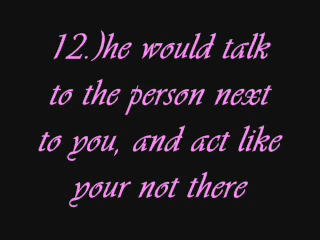 12.)he would talk
to the person next
to you, and act like
your not there